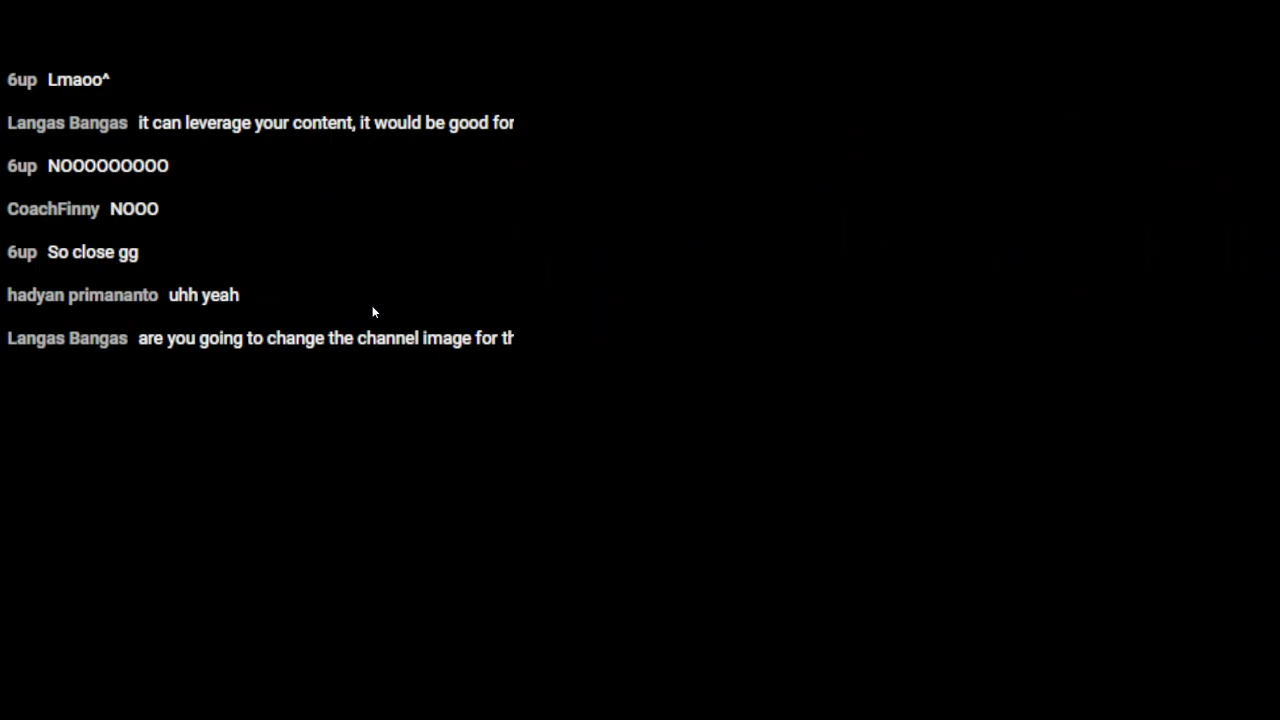 6up Lmaoo^
Langas Bangas it can leverage your content, it would be good for
6up NOOOOOOOOO
CoachFinny NOOO
6up So close gg
hadyan primananto uhh yeah
Langas Bangas are you going to change the channel image for th